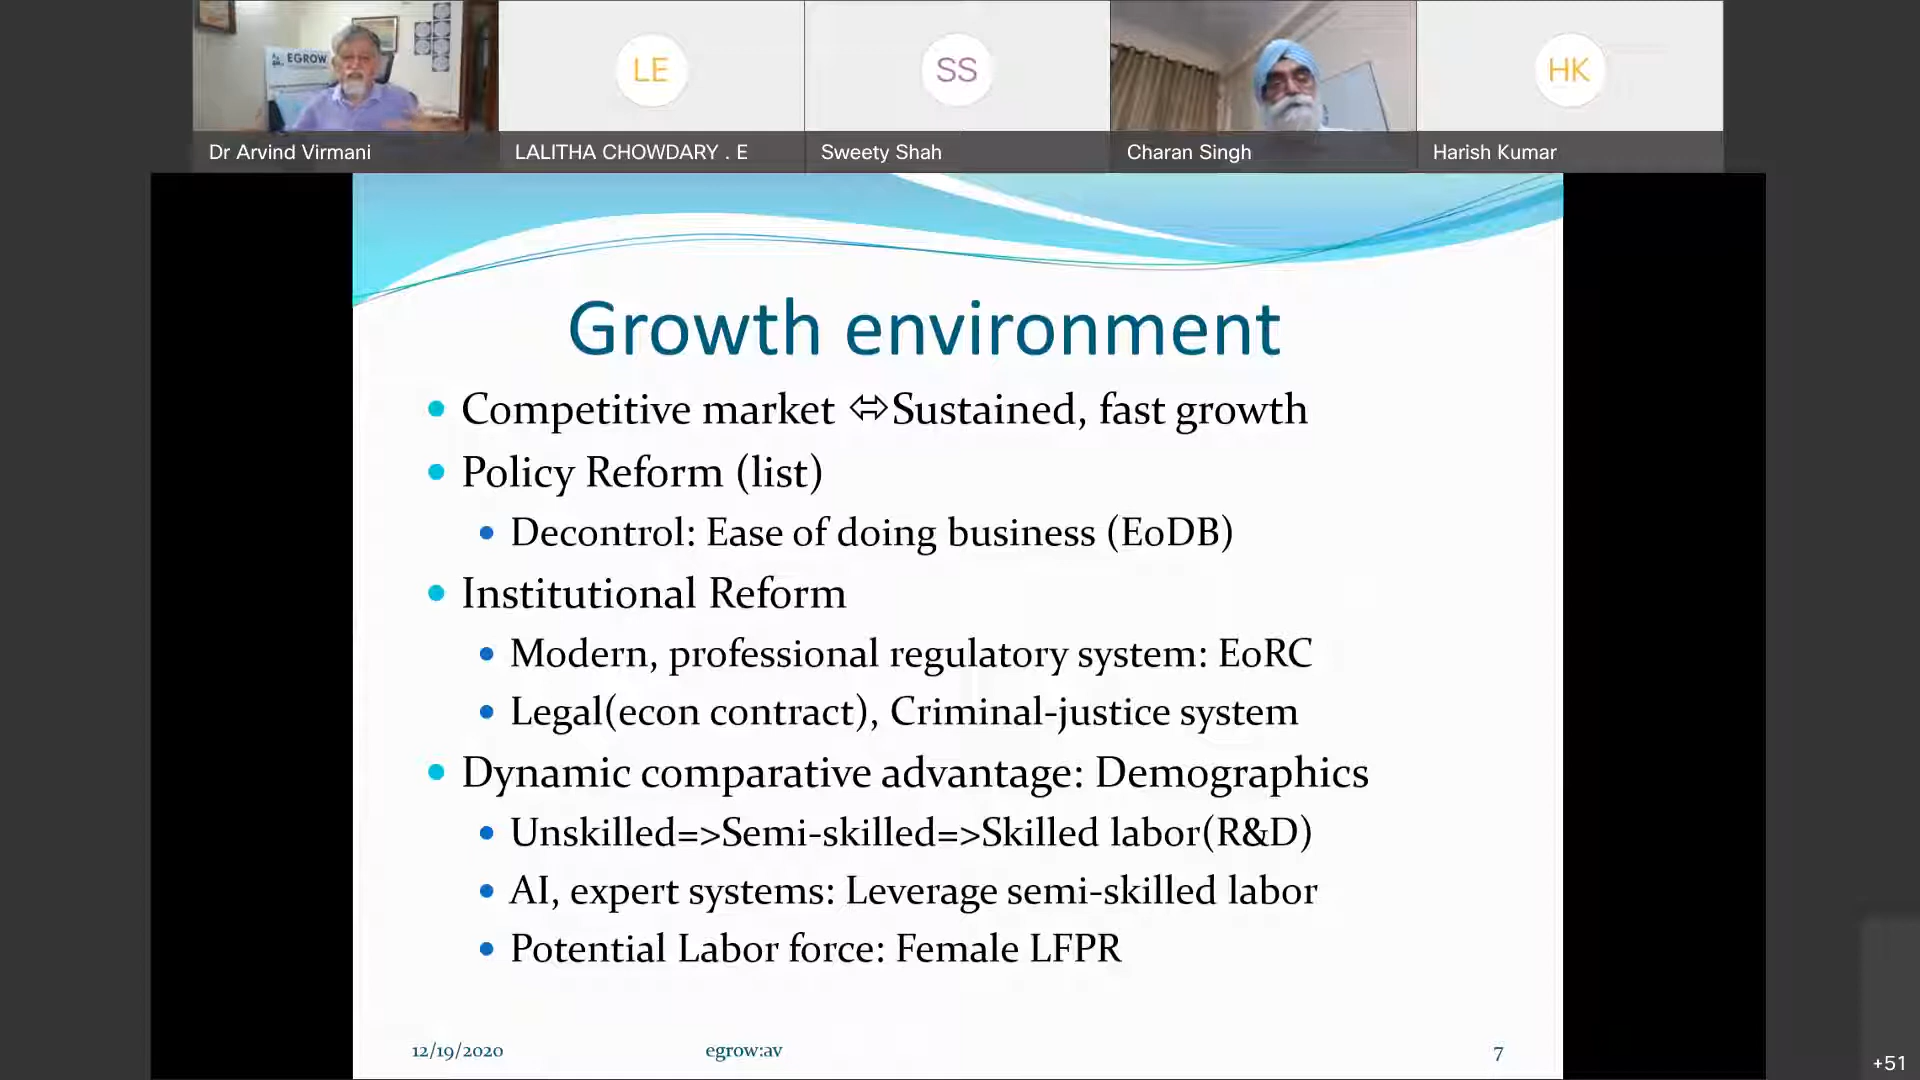 EGROW
LE
SS
HK
Dr Arvind Virmani
LALITHA CHOWDARY . E
Sweety Shah
Charan Singh
Harish Kumar
Growth environment
Competitive market ⬄Sustained, fast growth
Policy Reform (list)
Decontrol: Ease of doing business (EoDB)
Institutional Reform
Modern, professional regulatory system: EoRC
Legal(econ contract), Criminal-justice system
Dynamic comparative advantage: Demographics
Unskilled=>Semi-skilled=>Skilled labor(R&D)
AI, expert systems: Leverage semi-skilled labor
Potential Labor force: Female LFPR
12/19/2020
egrow:av
7
+51